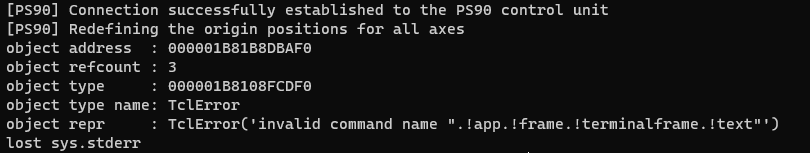 [PS90] Connection successfully established to the PS90 control unit
[PS90] Redefining the origin positions for all axes
object address  : 000001B81B8DBAF0
object refcount : 3
object type     : 000001B8108FCDF0
object type name: TclError
object repr     : TclError('invalid command name ".!app.!frame.!terminalframe.!text"')
lost sys.stderr